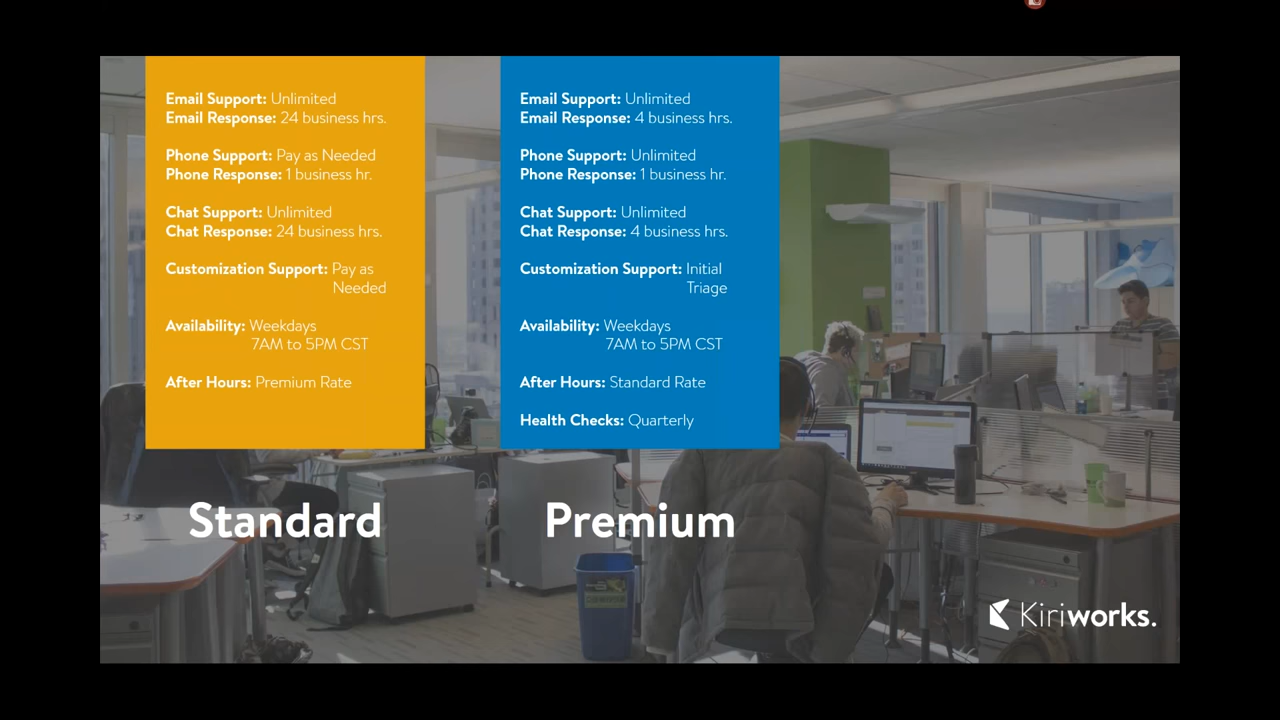 Email Support: Unlimited
Email Response: 24 business hrs.
Phone Support: Pay as Needed
Phone Response: 1 business hr.
Chat Support: Unlimited
Chat Response: 24 business hrs.
Customization Support: Pay as
Needed
Availability: Weekdays
7AM to 5PM CST
After Hours: Premium Rate
Standard
Email Support: Unlimited
Email Response: 4 business hrs.
Phone Support: Unlimited
Phone Response: 1 business hr.
Chat Support: Unlimited
Chat Response: 4 business hrs.
Customization Support: Initial
Triage
Availability: Weekdays
7AM to 5PM CST
After Hours: Standard Rate
Health Checks: Quarterly
Premium
Kiriworks.